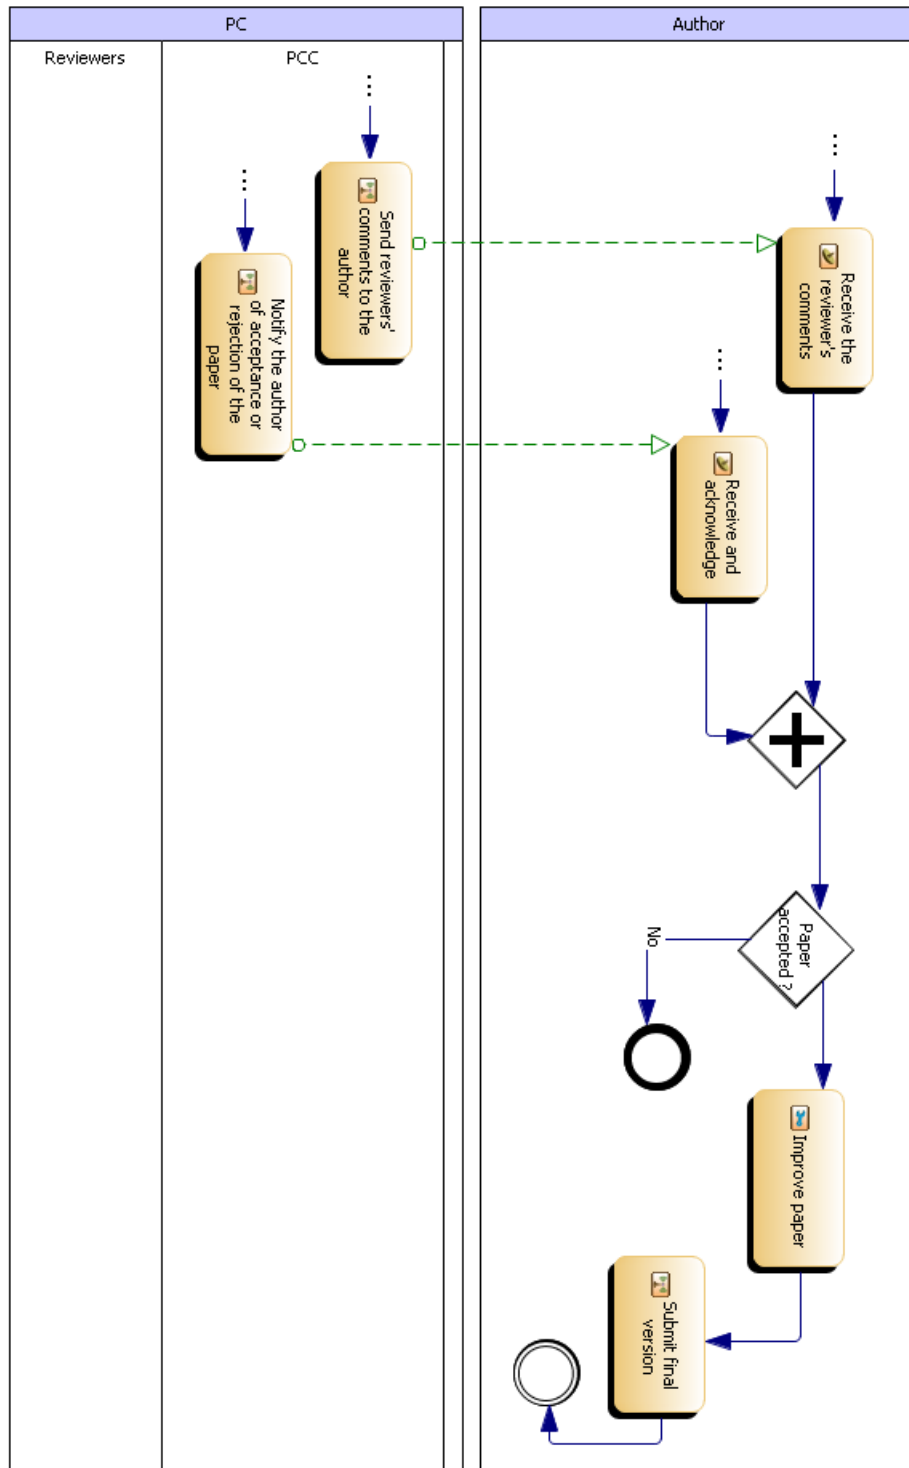 PC
Author
Reviewers
PCC
...
Send reviewers'
comments to the
author
...
Notify the author
of acceptance or
rejection of the
paper
...
Receive the
reviewer's
comments
...
Receive and
acknowledge
Paper
accepted ?
No
Improve paper
Submit final
version